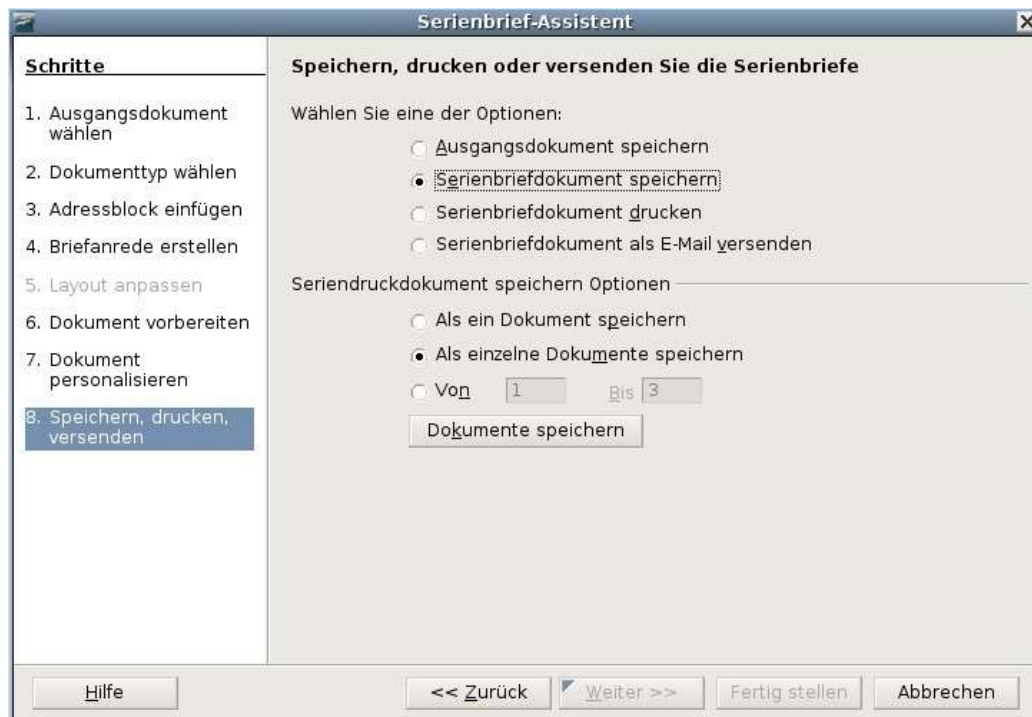 Serienbrief-Assistent
Schritte
1. Ausgangsdokument
wählen
2. Dokumenttyp wählen
3. Adressblock einfügen
4. Briefanrede erstellen
5. Layout anpassen
6. Dokument vorbereiten
7. Dokument
personalisieren
8. Speichern, drucken,
versenden
Speichern, drucken oder versenden Sie die Serienbriefe
Wählen Sie eine der Optionen:
Ausgangsdokument speichern
Serienbriefdokument speichern
Serienbriefdokument drucken
Serienbriefdokument als E-Mail versenden
Seriendruckdokument speichern Optionen
Als ein Dokument speichern
Als einzelne Dokumente speichern
Von 1 Bis 3
Dokumente speichern
Hilfe << Zurück Weiter >> Fertig stellen Abbrechen